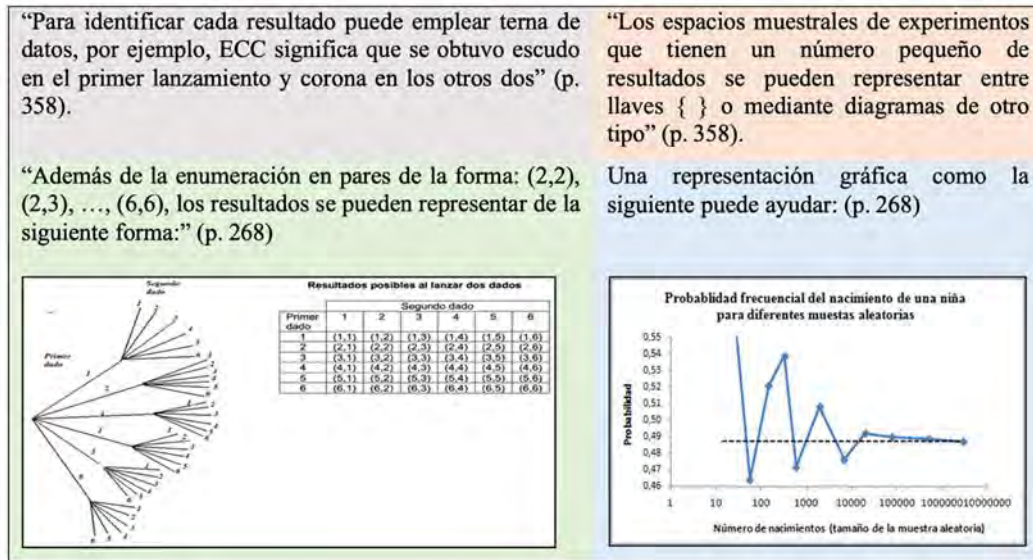 “Para identificar cada resultado puede emplear terna de
datos, por ejemplo, ECC significa que se obtuvo escudo
en el primer lanzamiento y corona en los otros dos” (p.
358).
“Los espacios muestrales de experimentos
que tienen un número pequeño de
resultados se pueden representar entre
llaves { } o mediante diagramas de otro
tipo” (p. 358).
“Además de la enumeración en pares de la forma: (2,2),
(2,3), …, (6,6), los resultados se pueden representar de la
siguiente forma:” (p. 268)
Una representación gráfica como la
siguiente puede ayudar: (p. 268)
Segundo
dado
Primer
dado
Resultados posibles al lanzar dos dados
Segundo dado
Primer dado 1 2 3 4 5 6
1 (1,1) (1,2) (1,3) (1,4) (1,5) (1,6)
2 (2,1) (2,2) (2,3) (2,4) (2,5) (2,6)
3 (3,1) (3,2) (3,3) (3,4) (3,5) (3,6)
4 (4,1) (4,2) (4,3) (4,4) (4,5) (4,6)
5 (5,1) (5,2) (5,3) (5,4) (5,5) (5,6)
6 (6,1) (6,2) (6,3) (6,4) (6,5) (6,6)
Probablidad frecuencial del nacimiento de una niña
para diferentes muestas aleatorias
Probabilidad
0,55
0,54
0,53
0,52
0,51
0,50
0,49
0,48
0,47
0,46
1 10 100 1000 10000 100000 1000000 10000000
Número de nacimientos (tamaño de la muestra aleatoria)